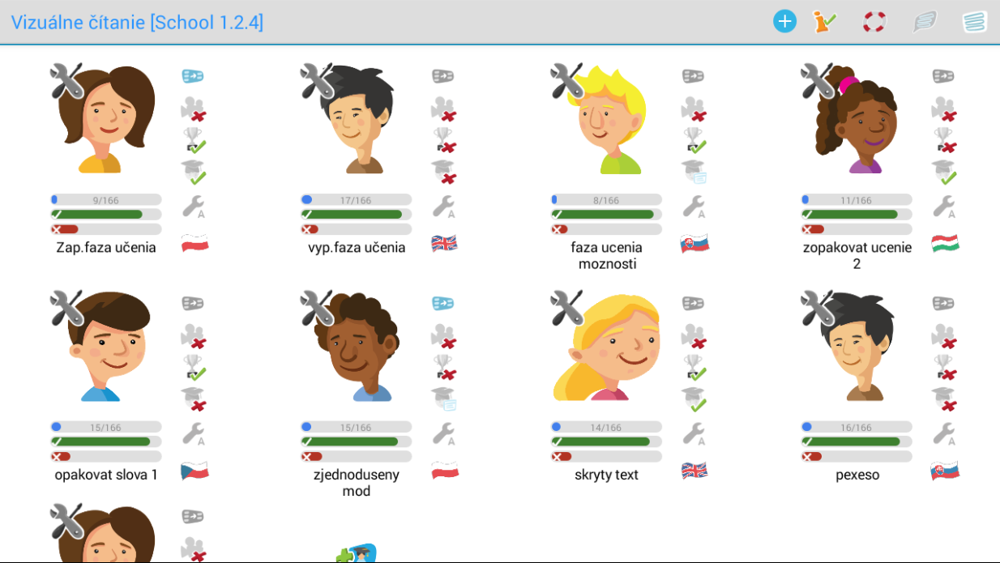 Vizuálne čítanie [School 1.2.4]
9/166
A
Zap.faza učenia
17/166
A
vyp.faza učenia
8/166
A
faza ucenia
moznosti
11/166
A
zopakovat ucenie
2
15/166
A
opakovat slova 1
15/166
A
zjednoduseny
mod
14/166
A
skryty text
16/166
A
pexeso